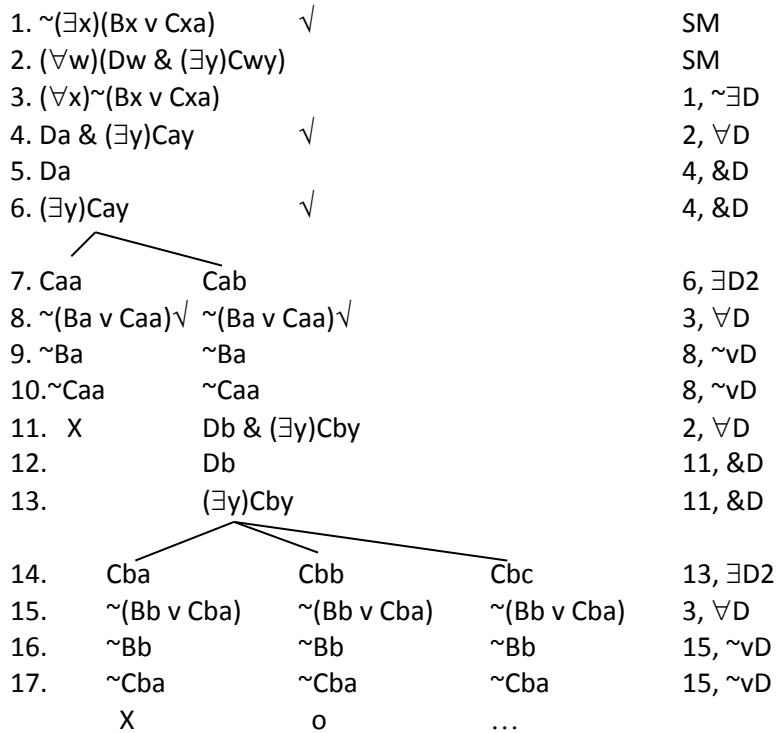 1. ~(∃x)(Bx v Cxa) √ SM
2. (∀w)(Dw & (∃y)Cwy) SM
3. (∀x)~(Bx v Cxa) 1, ~∃D
4. Da & (∃y)Cay √ 2, ∀D
5. Da 4, &D
6. (∃y)Cay √ 4, &D
7. Caa Cab 6, ∃D2
8. ~(Ba v Caa)√ ~(Ba v Caa)√ 3, ∀D
9. ~Ba ~Ba 8, ~vD
10.~Caa ~Caa 8, ~vD
11. X Db & (∃y)Cby 2, ∀D
12. Db 11, &D
13. (∃y)Cby 11, &D
14. Cba Cbb Cbc 13, ∃D2
15. ~(Bb v Cba) ~(Bb v Cba) ~(Bb v Cba) 3, ∀D
16. ~Bb ~Bb ~Bb 15, ~vD
17. ~Cba ~Cba ~Cba 15, ~vD
X o …